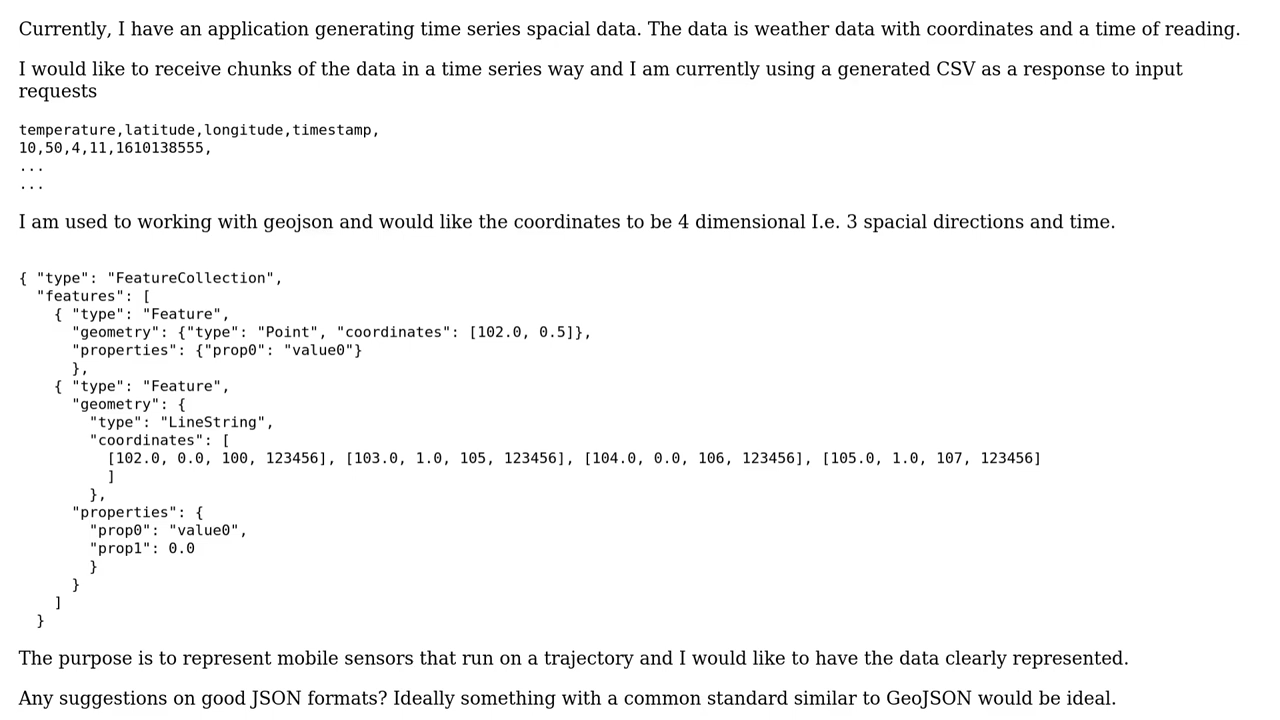 Currently, I have an application generating time series spacial data. The data is weather data with coordinates and a time of reading.
I would like to receive chunks of the data in a time series way and I am currently using a generated CSV as a response to input
requests
temperature,latitude,longitude,timestamp,
10,50,4,11,1610138555,
...
...
I am used to working with geojson and would like the coordinates to be 4 dimensional I.e. 3 spacial directions and time.
{ "type": "FeatureCollection",
  "features": [
    { "type": "Feature",
      "geometry": {"type": "Point", "coordinates": [102.0, 0.5]},
      "properties": {"prop0": "value0"}
      },
    { "type": "Feature",
      "geometry": {
        "type": "LineString",
        "coordinates": [
          [102.0, 0.0, 100, 123456], [103.0, 1.0, 105, 123456], [104.0, 0.0, 106, 123456], [105.0, 1.0, 107, 123456]
          ]
        },
      "properties": {
        "prop0": "value0",
        "prop1": 0.0
        }
      }
    ]
  }
The purpose is to represent mobile sensors that run on a trajectory and I would like to have the data clearly represented.
Any suggestions on good JSON formats? Ideally something with a common standard similar to GeoJSON would be ideal.